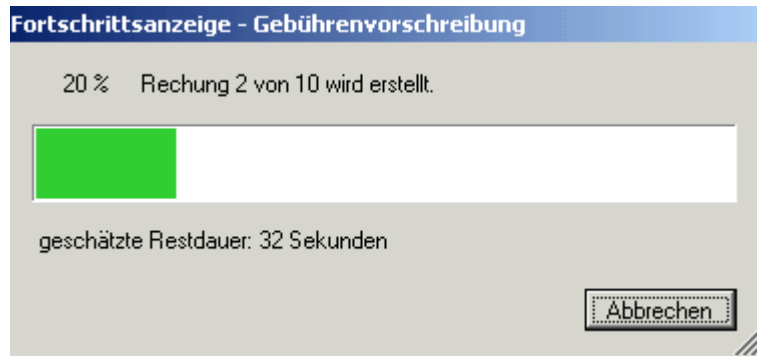 Fortschrittsanzeige - Gebührenvorschreibung
20 % Rechung 2 von 10 wird erstellt.
geschätzte Restdauer: 32 Sekunden
Abbrechen